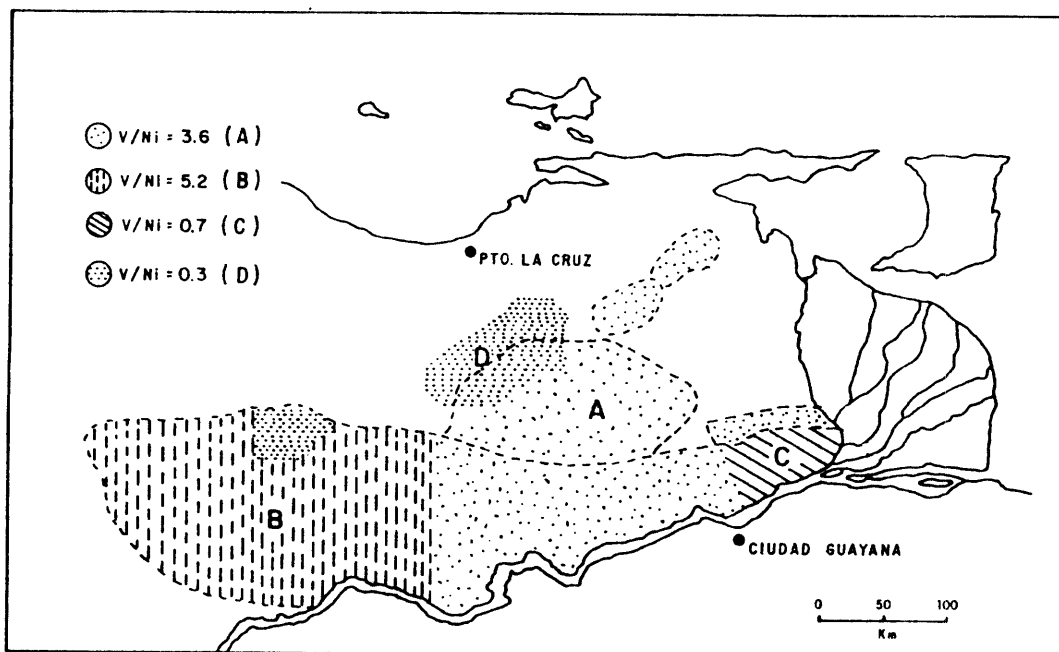 V/Ni = 3.6 (A)
V/Ni = 5.2 (B)
V/Ni = 0.7 (C)
V/Ni = 0.3 (D)
PTO. LA CRUZ
D
A
C
B
CIUDAD GUAYANA
0 50 100
Km